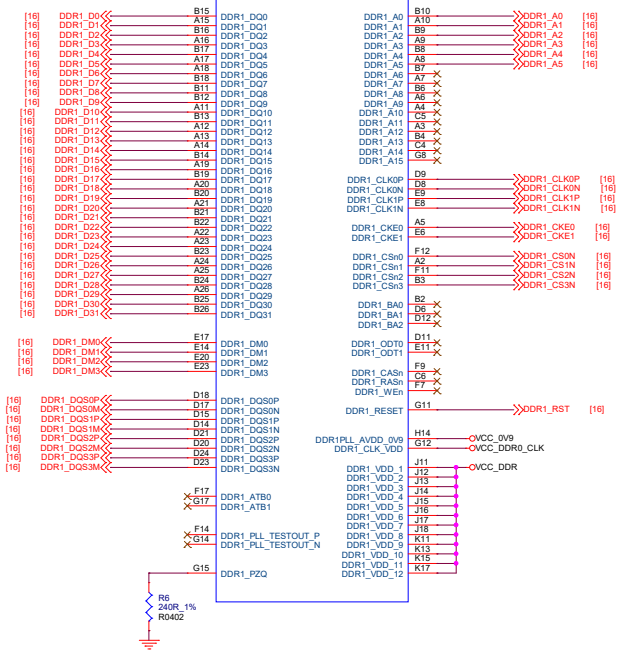 [16] DDR1_D0 B15 DDR1_DQ0
[16] DDR1_D1 A15 DDR1_DQ1
[16] DDR1_D2 B16 DDR1_DQ2
[16] DDR1_D3 A16 DDR1_DQ3
[16] DDR1_D4 B17 DDR1_DQ4
[16] DDR1_D5 A17 DDR1_DQ5
[16] DDR1_D6 A18 DDR1_DQ6
[16] DDR1_D7 B18 DDR1_DQ7
[16] DDR1_D8 B11 DDR1_DQ8
[16] DDR1_D9 B12 DDR1_DQ9
[16] DDR1_D10 A11 DDR1_DQ10
[16] DDR1_D11 B13 DDR1_DQ11
[16] DDR1_D12 A12 DDR1_DQ12
[16] DDR1_D13 A13 DDR1_DQ13
[16] DDR1_D14 A14 DDR1_DQ14
[16] DDR1_D15 B14 DDR1_DQ15
[16] DDR1_D16 A19 DDR1_DQ16
[16] DDR1_D17 B19 DDR1_DQ17
[16] DDR1_D18 A20 DDR1_DQ18
[16] DDR1_D19 B20 DDR1_DQ19
[16] DDR1_D20 A21 DDR1_DQ20
[16] DDR1_D21 B21 DDR1_DQ21
[16] DDR1_D22 B22 DDR1_DQ22
[16] DDR1_D23 A22 DDR1_DQ23
[16] DDR1_D24 A23 DDR1_DQ24
[16] DDR1_D25 B23 DDR1_DQ25
[16] DDR1_D26 A24 DDR1_DQ26
[16] DDR1_D27 A25 DDR1_DQ27
[16] DDR1_D28 B24 DDR1_DQ28
[16] DDR1_D29 A26 DDR1_DQ29
[16] DDR1_D30 B25 DDR1_DQ30
[16] DDR1_D31 B26 DDR1_DQ31
[16] DDR1_DM0 E17 DDR1_DM0
[16] DDR1_DM1 E14 DDR1_DM1
[16] DDR1_DM2 E20 DDR1_DM2
[16] DDR1_DM3 E23 DDR1_DM3
[16] DDR1_DQS0P D18 DDR1_DQS0P
[16] DDR1_DQS0M D17 DDR1_DQS0N
[16] DDR1_DQS1P D15 DDR1_DQS1P
[16] DDR1_DQS1M D14 DDR1_DQS1N
[16] DDR1_DQS2P D21 DDR1_DQS2P
[16] DDR1_DQS2M D20 DDR1_DQS2N
[16] DDR1_DQS3P D24 DDR1_DQS3P
[16] DDR1_DQS3M D23 DDR1_DQS3N
F17 DDR1_ATB0
G17 DDR1_ATB1
F14 DDR1_PLL_TESTOUT_P
G14 DDR1_PLL_TESTOUT_N
G15 DDR1_PZQ
R6
240R_1%
R0402
DDR1_A0 B10 DDR1_A0 [16]
DDR1_A1 A10 DDR1_A1 [16]
DDR1_A2 B9 DDR1_A2 [16]
DDR1_A3 A9 DDR1_A3 [16]
DDR1_A4 B8 DDR1_A4 [16]
DDR1_A5 A8 DDR1_A5 [16]
DDR1_A6 B7
DDR1_A7 A7
DDR1_A8 B6
DDR1_A9 A6
DDR1_A10 A4
DDR1_A11 C5
DDR1_A12 A3
DDR1_A13 B4
DDR1_A14 C4
DDR1_A15 G8
DDR1_CLK0P D9 DDR1_CLK0P [16]
DDR1_CLK0N D8 DDR1_CLK0N [16]
DDR1_CLK1P E9 DDR1_CLK1P [16]
DDR1_CLK1N E8 DDR1_CLK1N [16]
DDR1_CKE0 A5 DDR1_CKE0 [16]
DDR1_CKE1 E6 DDR1_CKE1 [16]
DDR1_CSn0 F12 DDR1_CS0N [16]
DDR1_CSn1 A2 DDR1_CS1N [16]
DDR1_CSn2 F11 DDR1_CS2N [16]
DDR1_CSn3 B3 DDR1_CS3N [16]
DDR1_BA0 B2
DDR1_BA1 D6
DDR1_BA2 D12
DDR1_ODT0 D11
DDR1_ODT1 E11
DDR1_CASn F9
DDR1_RASn C6
DDR1_WEn F7
DDR1_RESET G11 DDR1_RST [16]
DDR1PLL_AVDD_0V9 H14 VCC_0V9
DDR1_CLK_VDD G12 VCC_DDR0_CLK
DDR1_VDD_1 J11 VCC_DDR
DDR1_VDD_2 J12
DDR1_VDD_3 J13
DDR1_VDD_4 J14
DDR1_VDD_5 J15
DDR1_VDD_6 J16
DDR1_VDD_7 J17
DDR1_VDD_8 J18
DDR1_VDD_9 K11
DDR1_VDD_10 K13
DDR1_VDD_11 K15
DDR1_VDD_12 K17